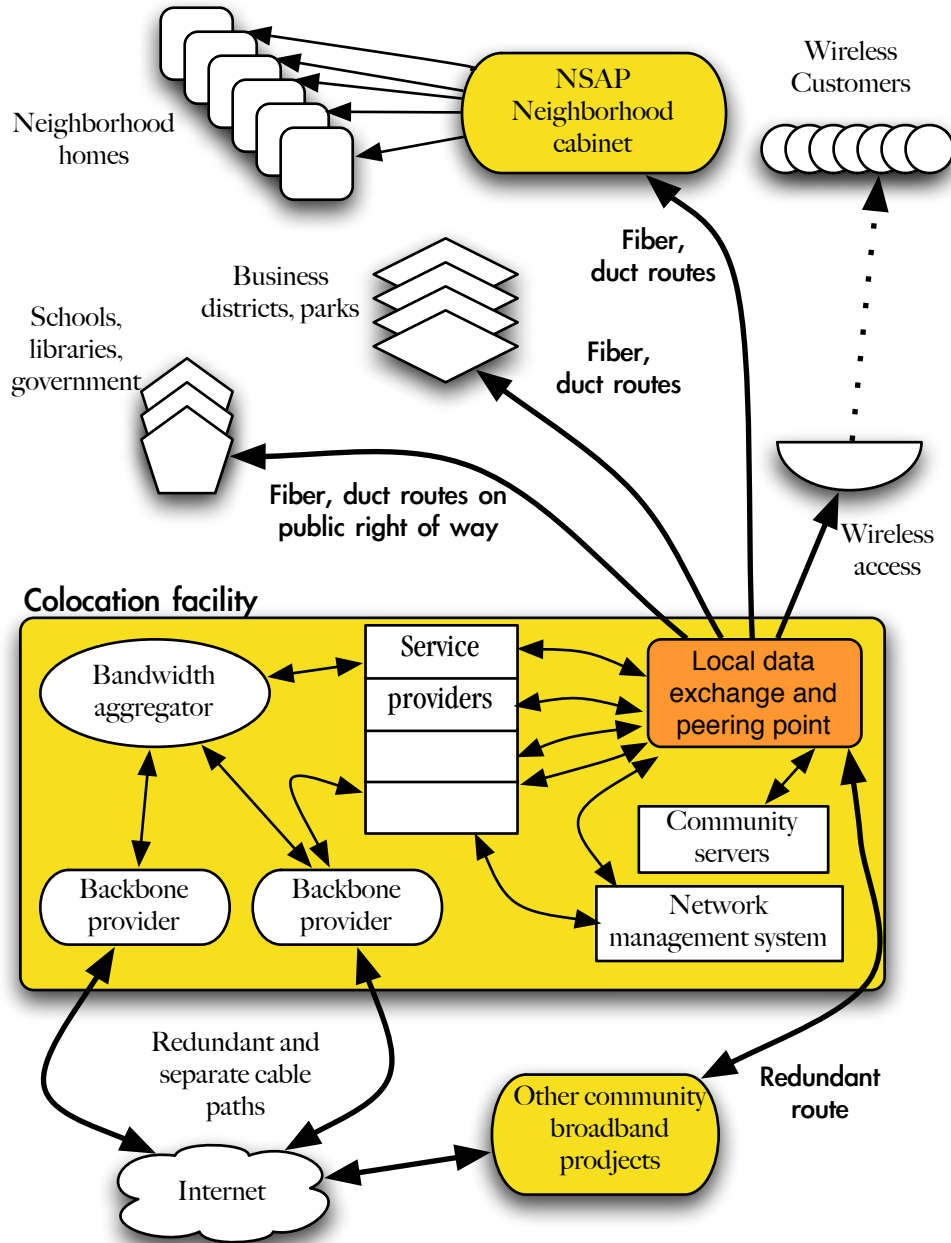 NSAP
Neighborhood
cabinet
Wireless
Customers
Neighborhood
homes
Fiber,
duct routes
Business
districts, parks
Schools,
libraries,
government
Fiber,
duct routes
Fiber, duct routes on
public right of way
Wireless
access
Colocation facility
Bandwidth
aggregator
Service
providers
Local data
exchange and
peering point
Community
servers
Backbone
provider
Backbone
provider
Network
management system
Redundant and
separate cable
paths
Redundant
route
Other community
broadband
prodjects
Internet